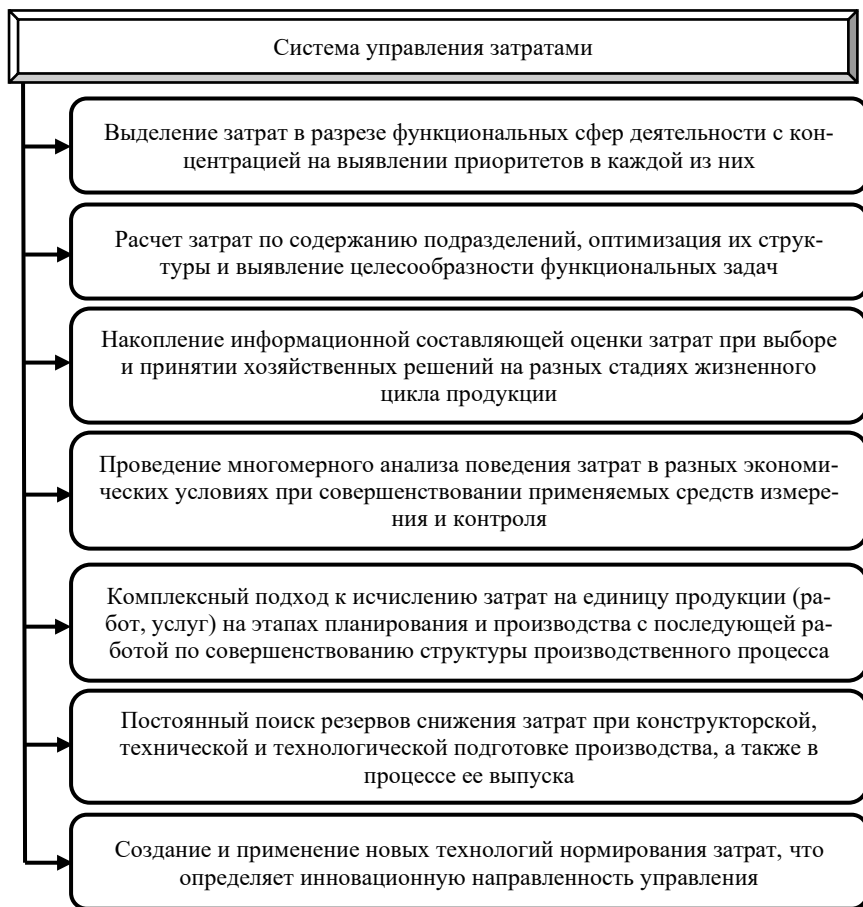 Система управления затратами
Выделение затрат в разрезе функциональных сфер деятельности с кон-
центрацией на выявлении приоритетов в каждой из них
Расчет затрат по содержанию подразделений, оптимизация их струк-
туры и выявление целесообразности функциональных задач
Накопление информационной составляющей оценки затрат при выборе
и принятии хозяйственных решений на разных стадиях жизненного
цикла продукции
Проведение многомерного анализа поведения затрат в разных экономи-
ческих условиях при совершенствовании применяемых средств измере-
ния и контроля
Комплексный подход к исчислению затрат на единицу продукции (ра-
бот, услуг) на этапах планирования и производства с последующей ра-
ботой по совершенствованию структуры производственного процесса
Постоянный поиск резервов снижения затрат при конструкторской,
технической и технологической подготовке производства, а также в
процессе ее выпуска
Создание и применение новых технологий нормирования затрат, что
определяет инновационную направленность управления